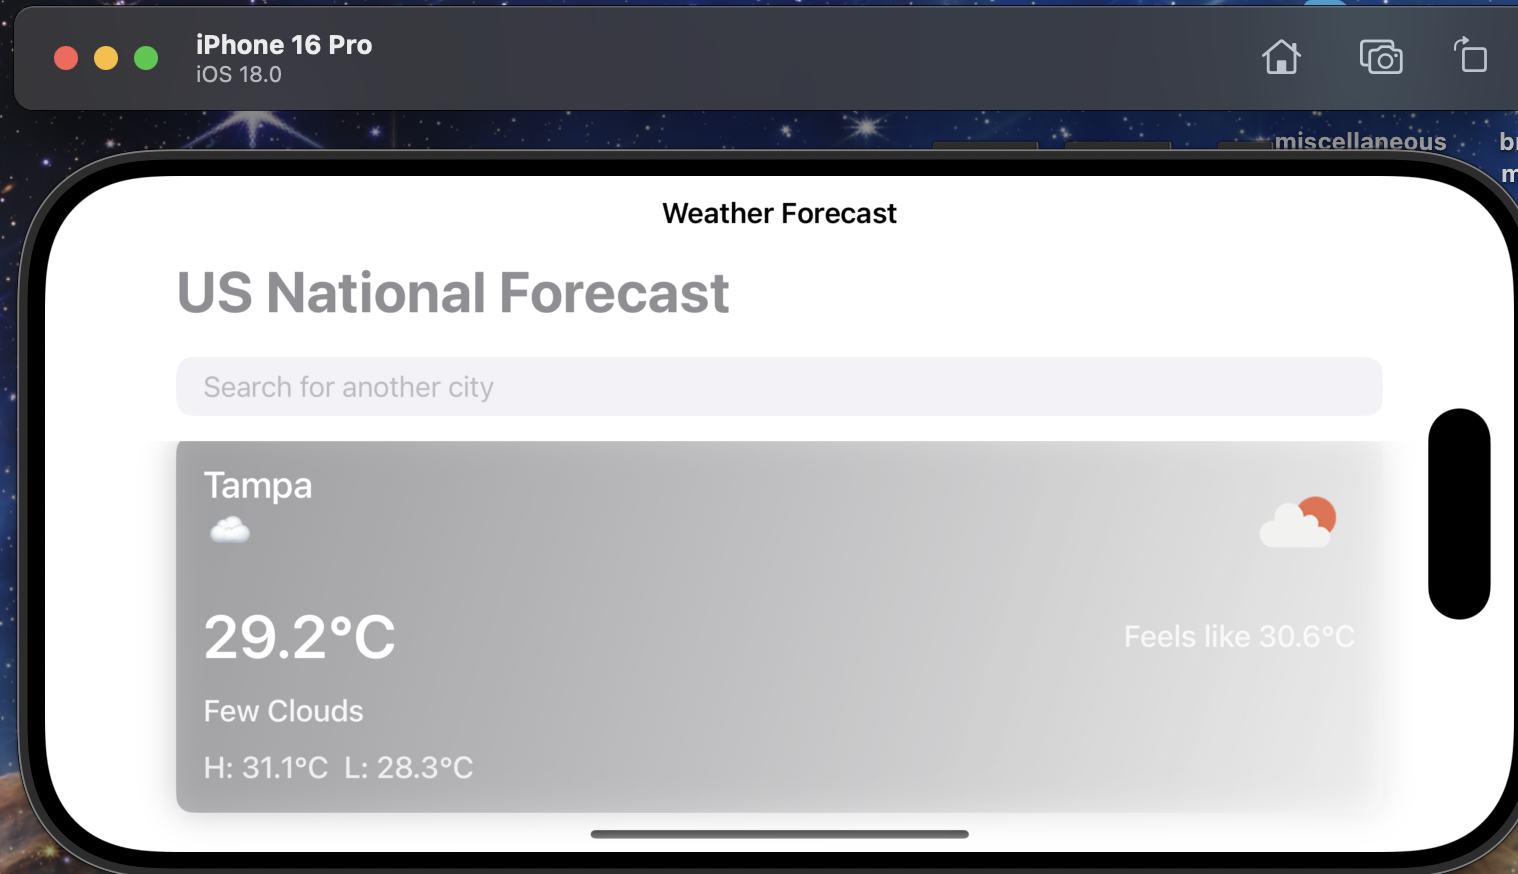 iPhone 16 Pro
iOS 18.0
miscellaneous
Weather Forecast
US National Forecast
Search for another city
Tampa
29.2°C
Feels like 30.6°C
Few Clouds
H: 31.1°C L: 28.3°C